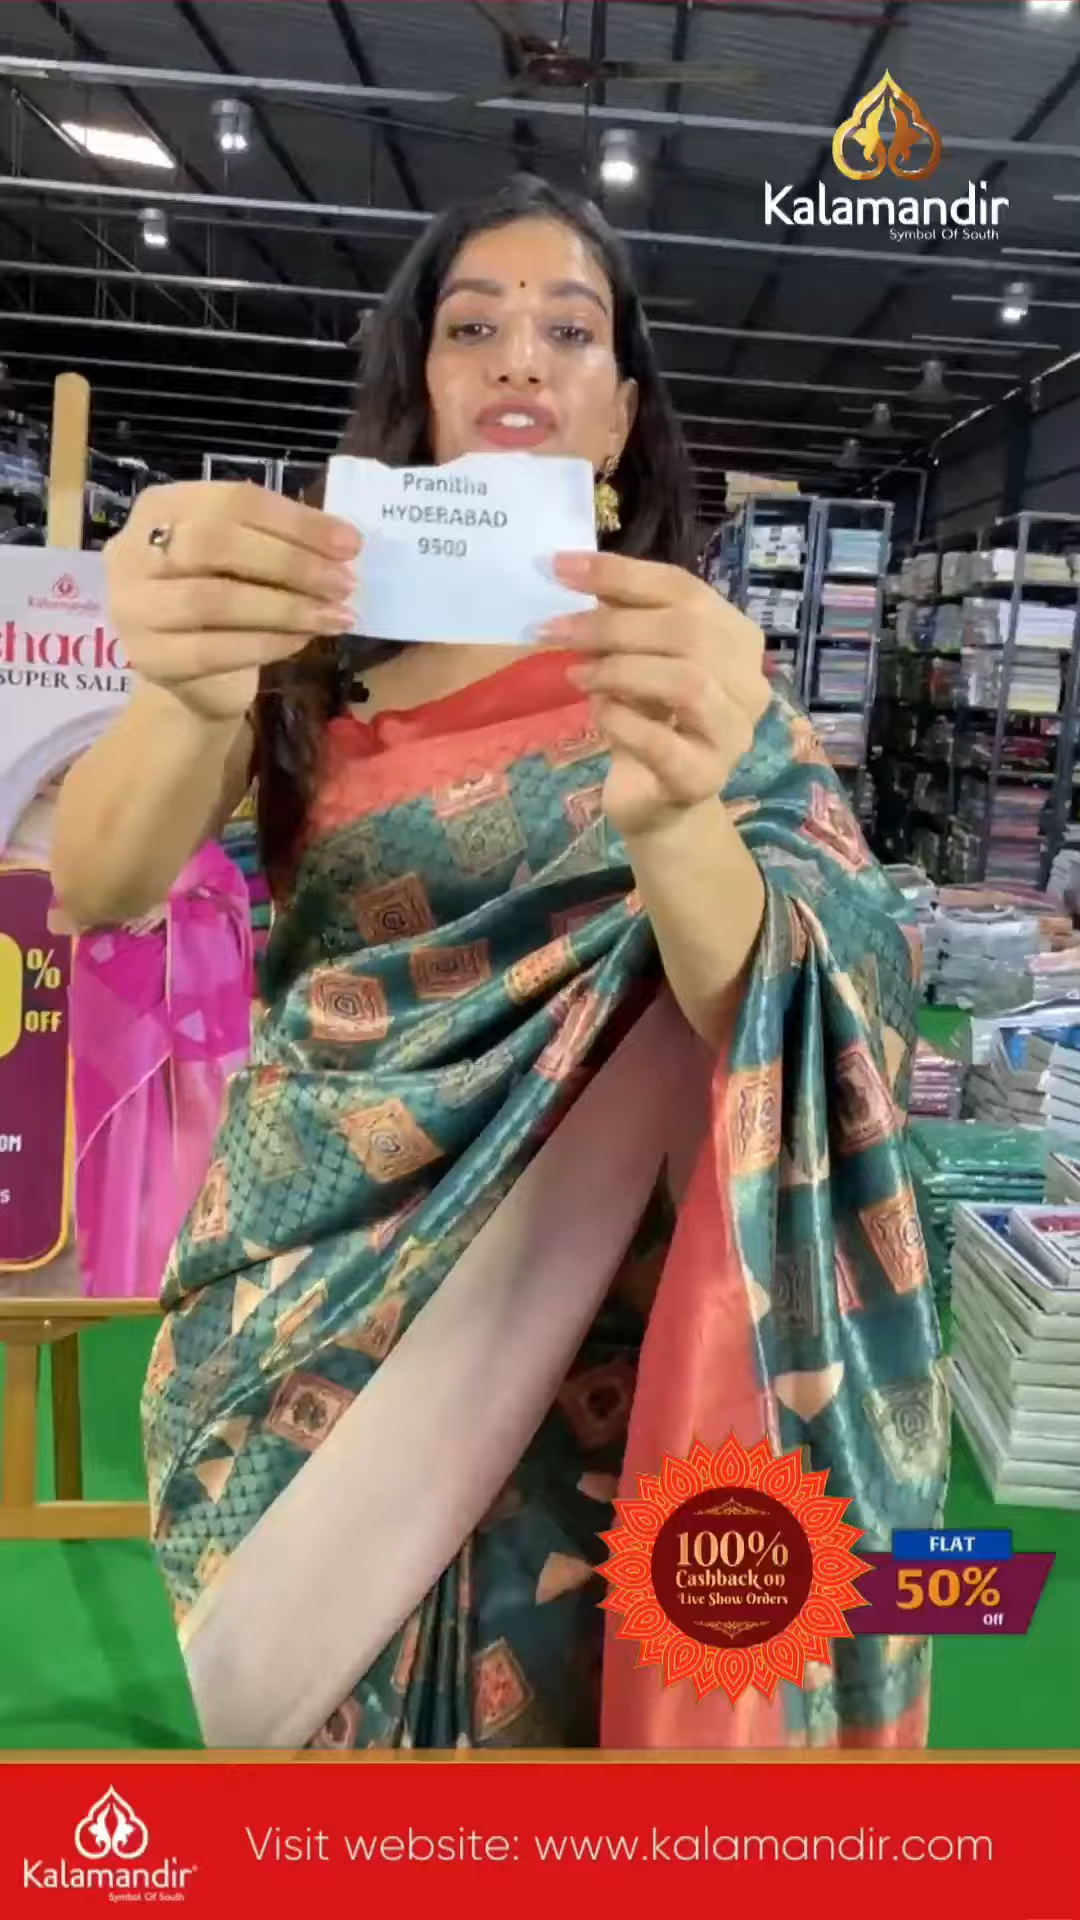 Kalamandir
Symbol Of South
Pranitha
HYDERABAD
9500
Kalamandir
SUPER SALE
%
OFF
100%
Cashback on
Live Show Orders
FLAT
50%
Off
Kalamandir
Symbol Of South
Visit website: www.kalamandir.com